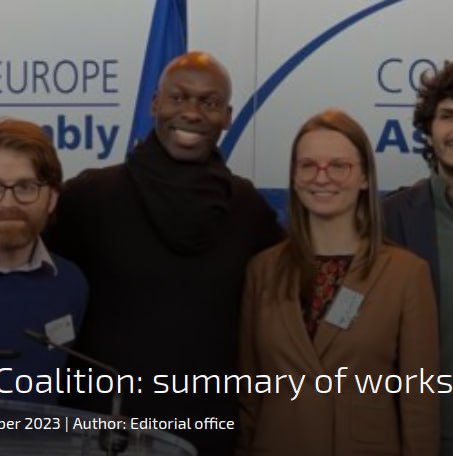 EUROPE
mbly
CO
As
Coalition: summary of works
ber 2023 | Author: Editorial office